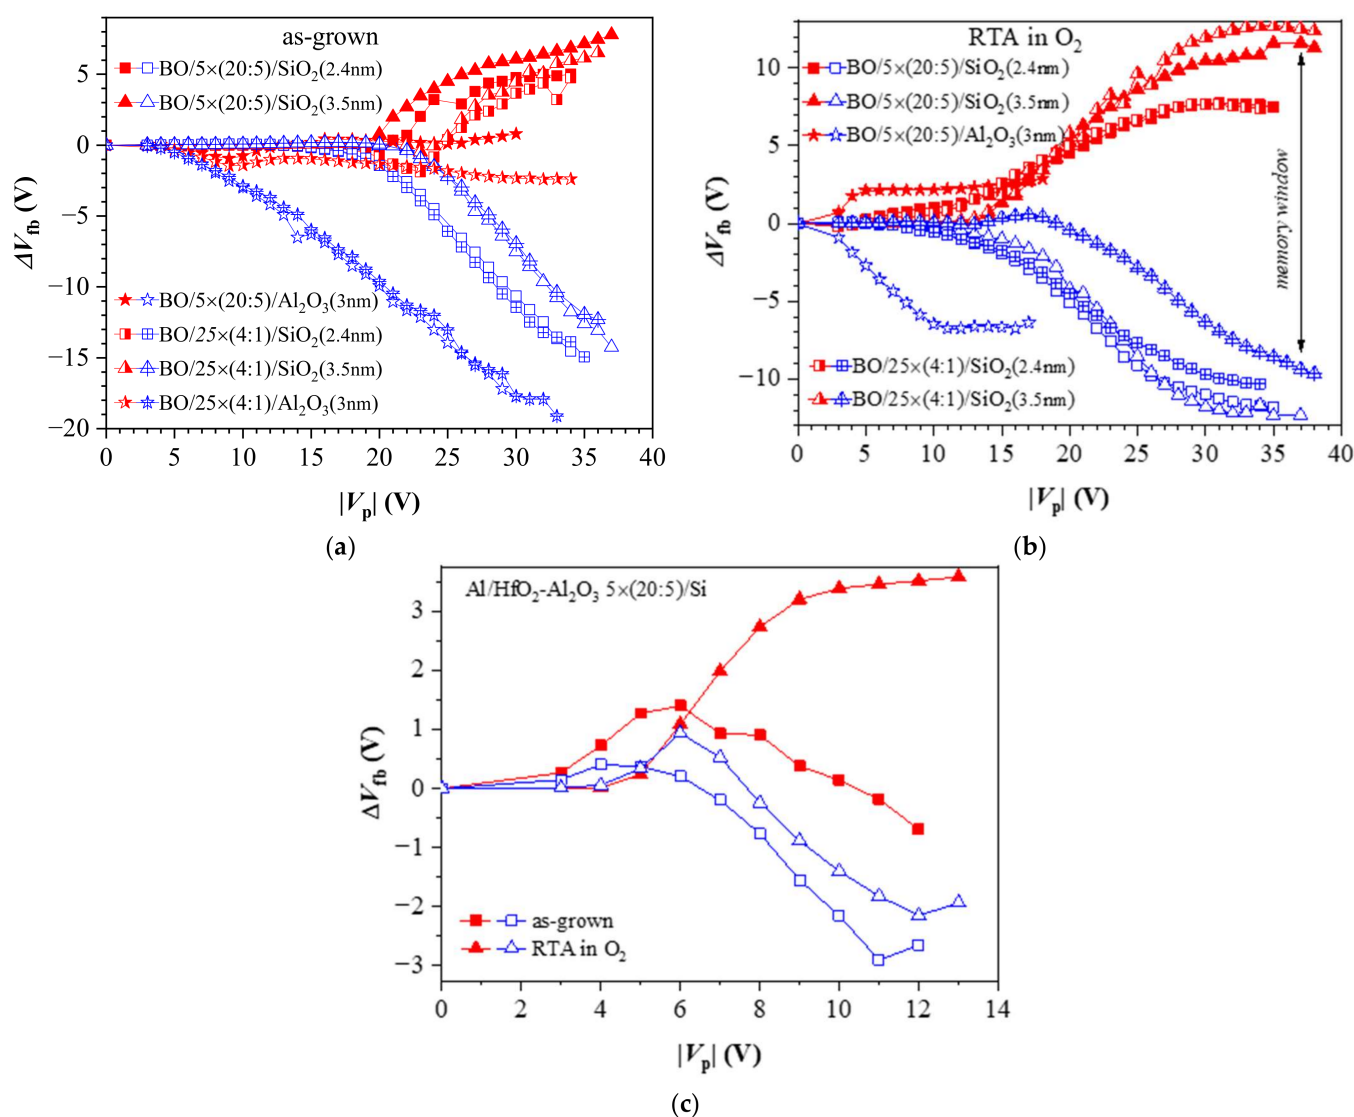 as-grown
BO/5×(20:5)/SiO₂(2.4nm)
BO/5×(20:5)/SiO₂(3.5nm)
BO/5×(20:5)/Al₂O₃(3nm)
BO/25×(4:1)/SiO₂(2.4nm)
BO/25×(4:1)/SiO₂(3.5nm)
BO/25×(4:1)/Al₂O₃(3nm)
5
0
−5
−10
−15
−20
ΔV_fb (V)
0 5 10 15 20 25 30 35 40
|V_p| (V)
(a)
RTA in O₂
BO/5×(20:5)/SiO₂(2.4nm)
BO/5×(20:5)/SiO₂(3.5nm)
BO/5×(20:5)/Al₂O₃(3nm)
memory window
BO/25×(4:1)/SiO₂(2.4nm)
BO/25×(4:1)/SiO₂(3.5nm)
10
5
0
−5
−10
ΔV_fb (V)
0 5 10 15 20 25 30 35 40
|V_p| (V)
(b)
Al/HfO₂-Al₂O₃ 5×(20:5)/Si
3
2
1
0
−1
−2
−3
ΔV_fb (V)
as-grown
RTA in O₂
0 2 4 6 8 10 12 14
|V_p| (V)
(c)